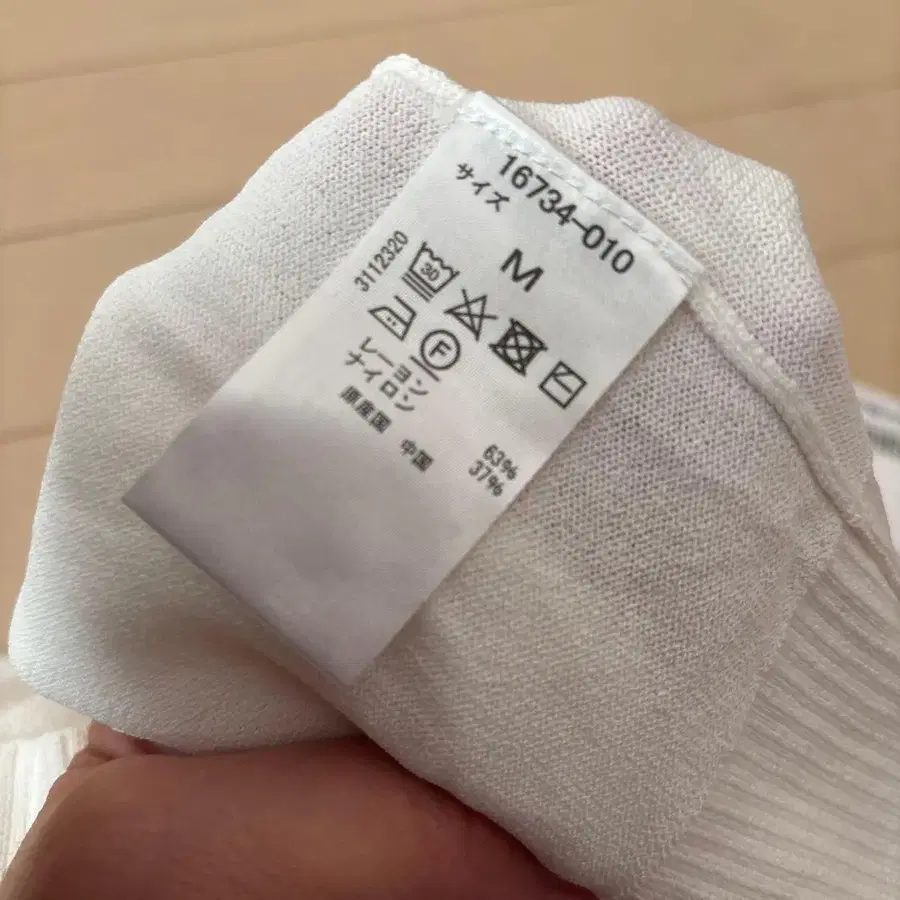 16734-010
サイズ
M
3112320
30
F
レーヨン 63%
ナイロン 37%
原産国 中国